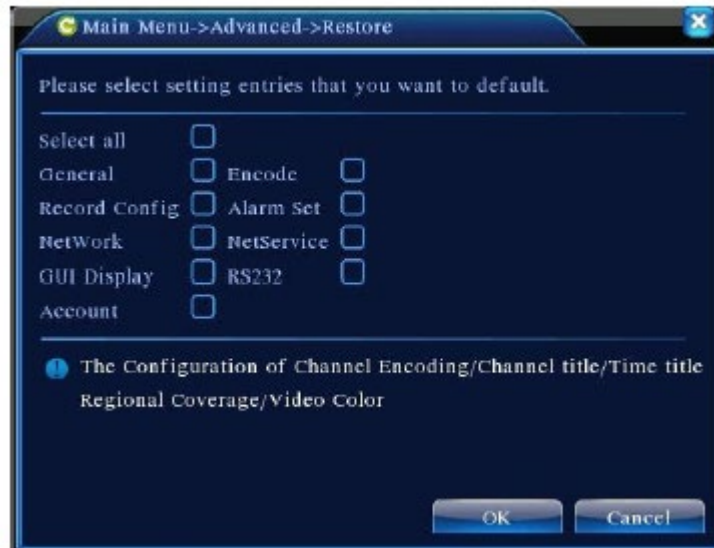 Main Menu->Advanced->Restore
Please select setting entries that you want to default.
Select all
General Encode
Record Config Alarm Set
NetWork NetService
GUI Display RS232
Account
The Configuration of Channel Encoding/Channel title/Time title
Regional Coverage/Video Color
OK Cancel